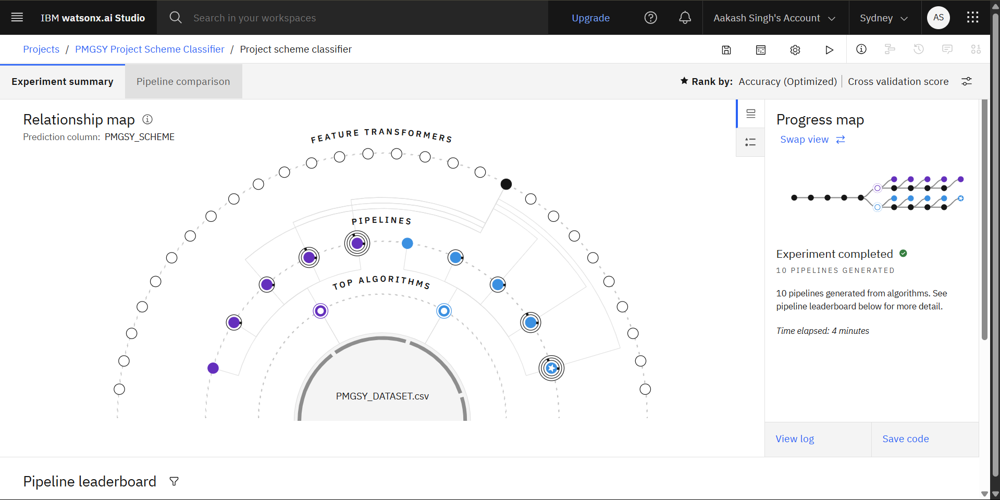 IBM watsonx.ai Studio
Search in your workspaces
Upgrade
Aakash Singh's Account
Sydney
AS
Projects / PMGSY Project Scheme Classifier / Project scheme classifier
Experiment summary
Pipeline comparison
Rank by: Accuracy (Optimized) | Cross validation score
Relationship map
Prediction column: PMGSY_SCHEME
FEATURE TRANSFORMERS
PIPELINES
TOP ALGORITHMS
PMGSY_DATASET.csv
Progress map
Swap view
Experiment completed
10 PIPELINES GENERATED
10 pipelines generated from algorithms. See
pipeline leaderboard below for more detail.
Time elapsed: 4 minutes
View log
Save code
Pipeline leaderboard